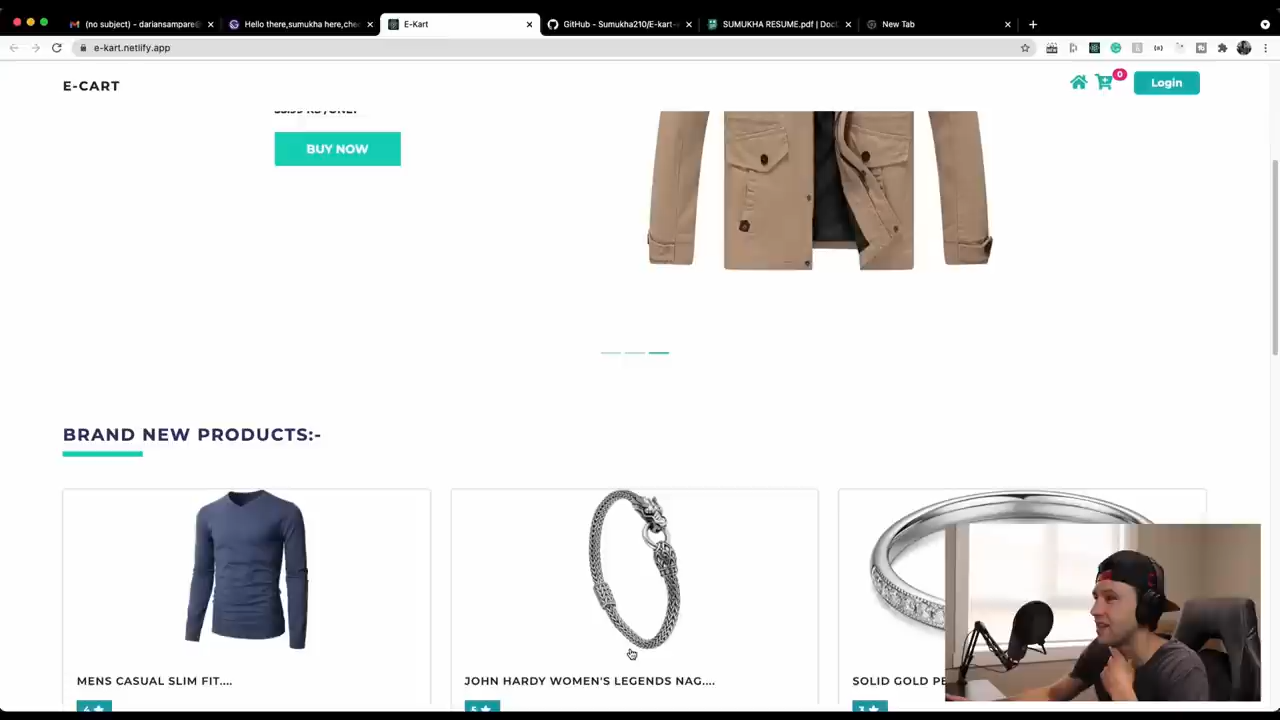 (no subject) - dariansampare@
Hello there,sumukha here,chec
E-Kart
GitHub - Sumukha210/E-kart-
SUMUKHA RESUME.pdf | Doc
New Tab
e-kart.netlify.app
E-CART
0
Login
BUY NOW
BRAND NEW PRODUCTS:-
MENS CASUAL SLIM FIT....
JOHN HARDY WOMEN'S LEGENDS NAG....
SOLID GOLD PE